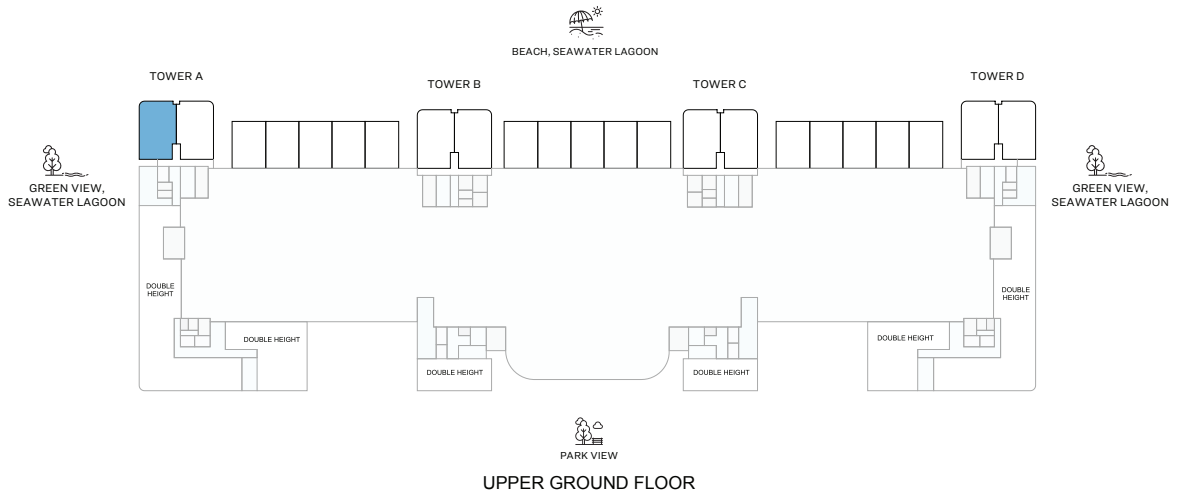 BEACH, SEAWATER LAGOON
TOWER A
TOWER B
TOWER C
TOWER D
GREEN VIEW,
SEAWATER LAGOON
GREEN VIEW,
SEAWATER LAGOON
DOUBLE
HEIGHT
DOUBLE
HEIGHT
DOUBLE HEIGHT
DOUBLE HEIGHT
DOUBLE HEIGHT
DOUBLE HEIGHT
PARK VIEW
UPPER GROUND FLOOR